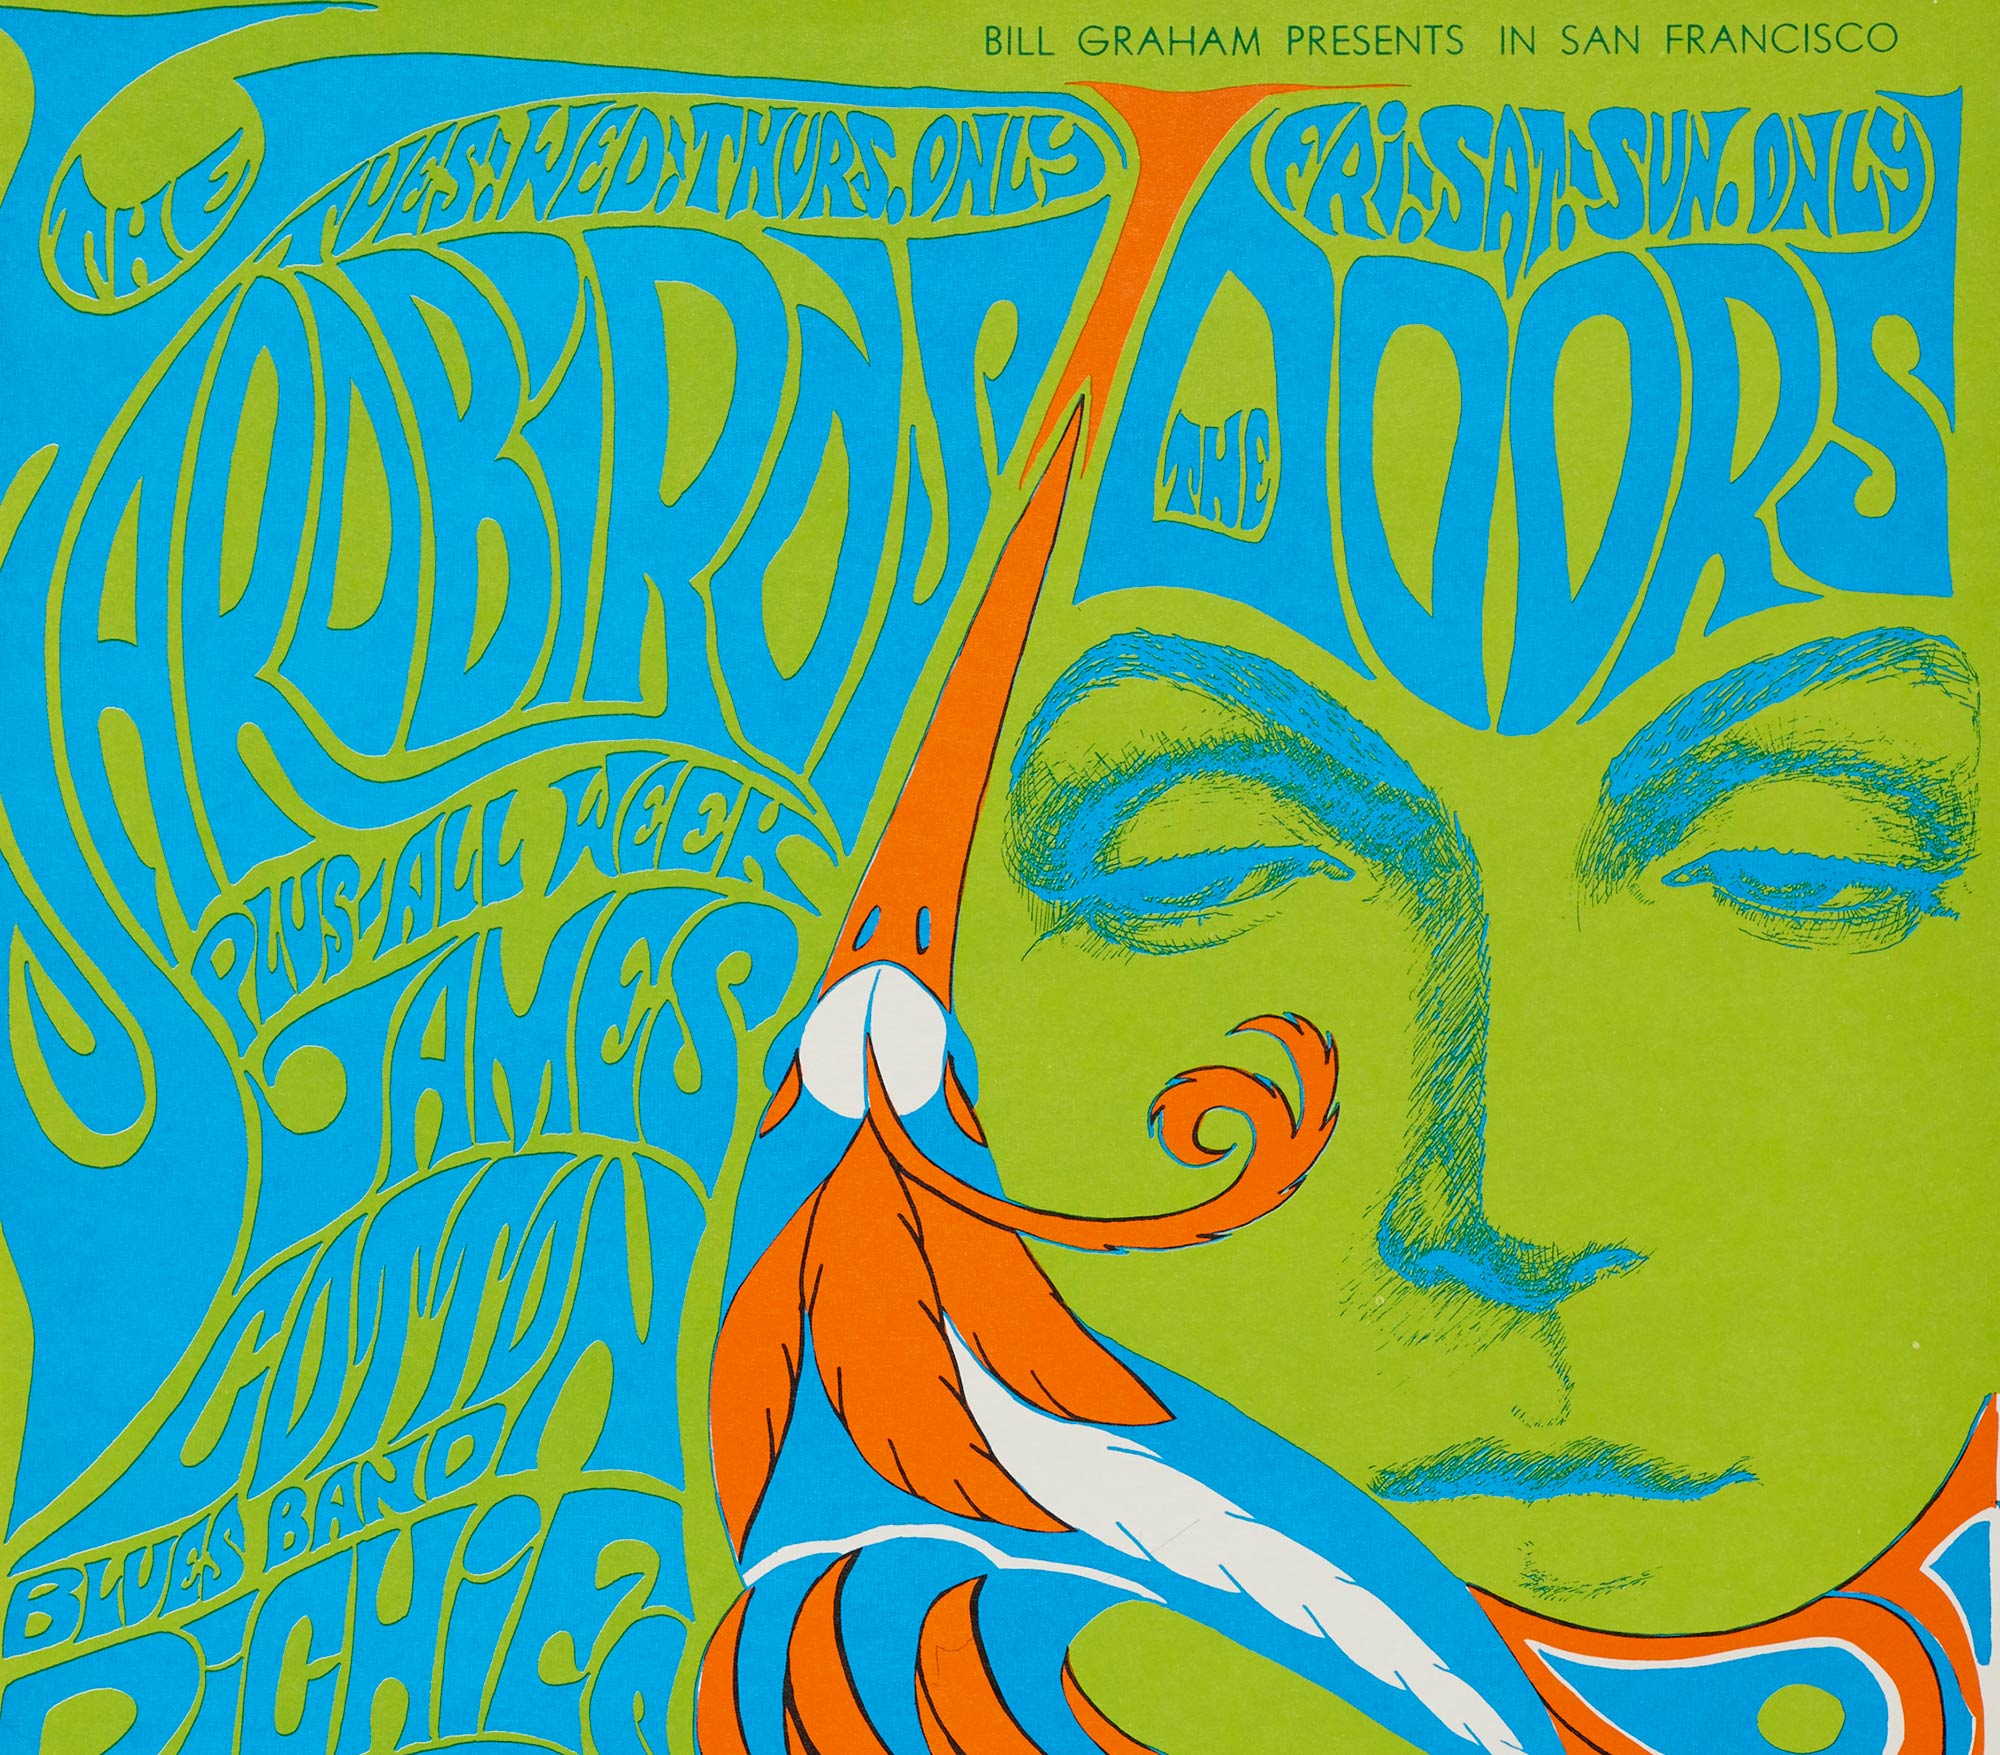 BILL GRAHAM PRESENTS IN SAN FRANCISCO
TUES.WED.THURS.ONLY
THE
YARDBIRDS
PLUS-ALL WEEK
JAMES
COTTON
BLUES BAND
RICHIE
FRI.SAT.SUN.ONLY
THE
DOORS